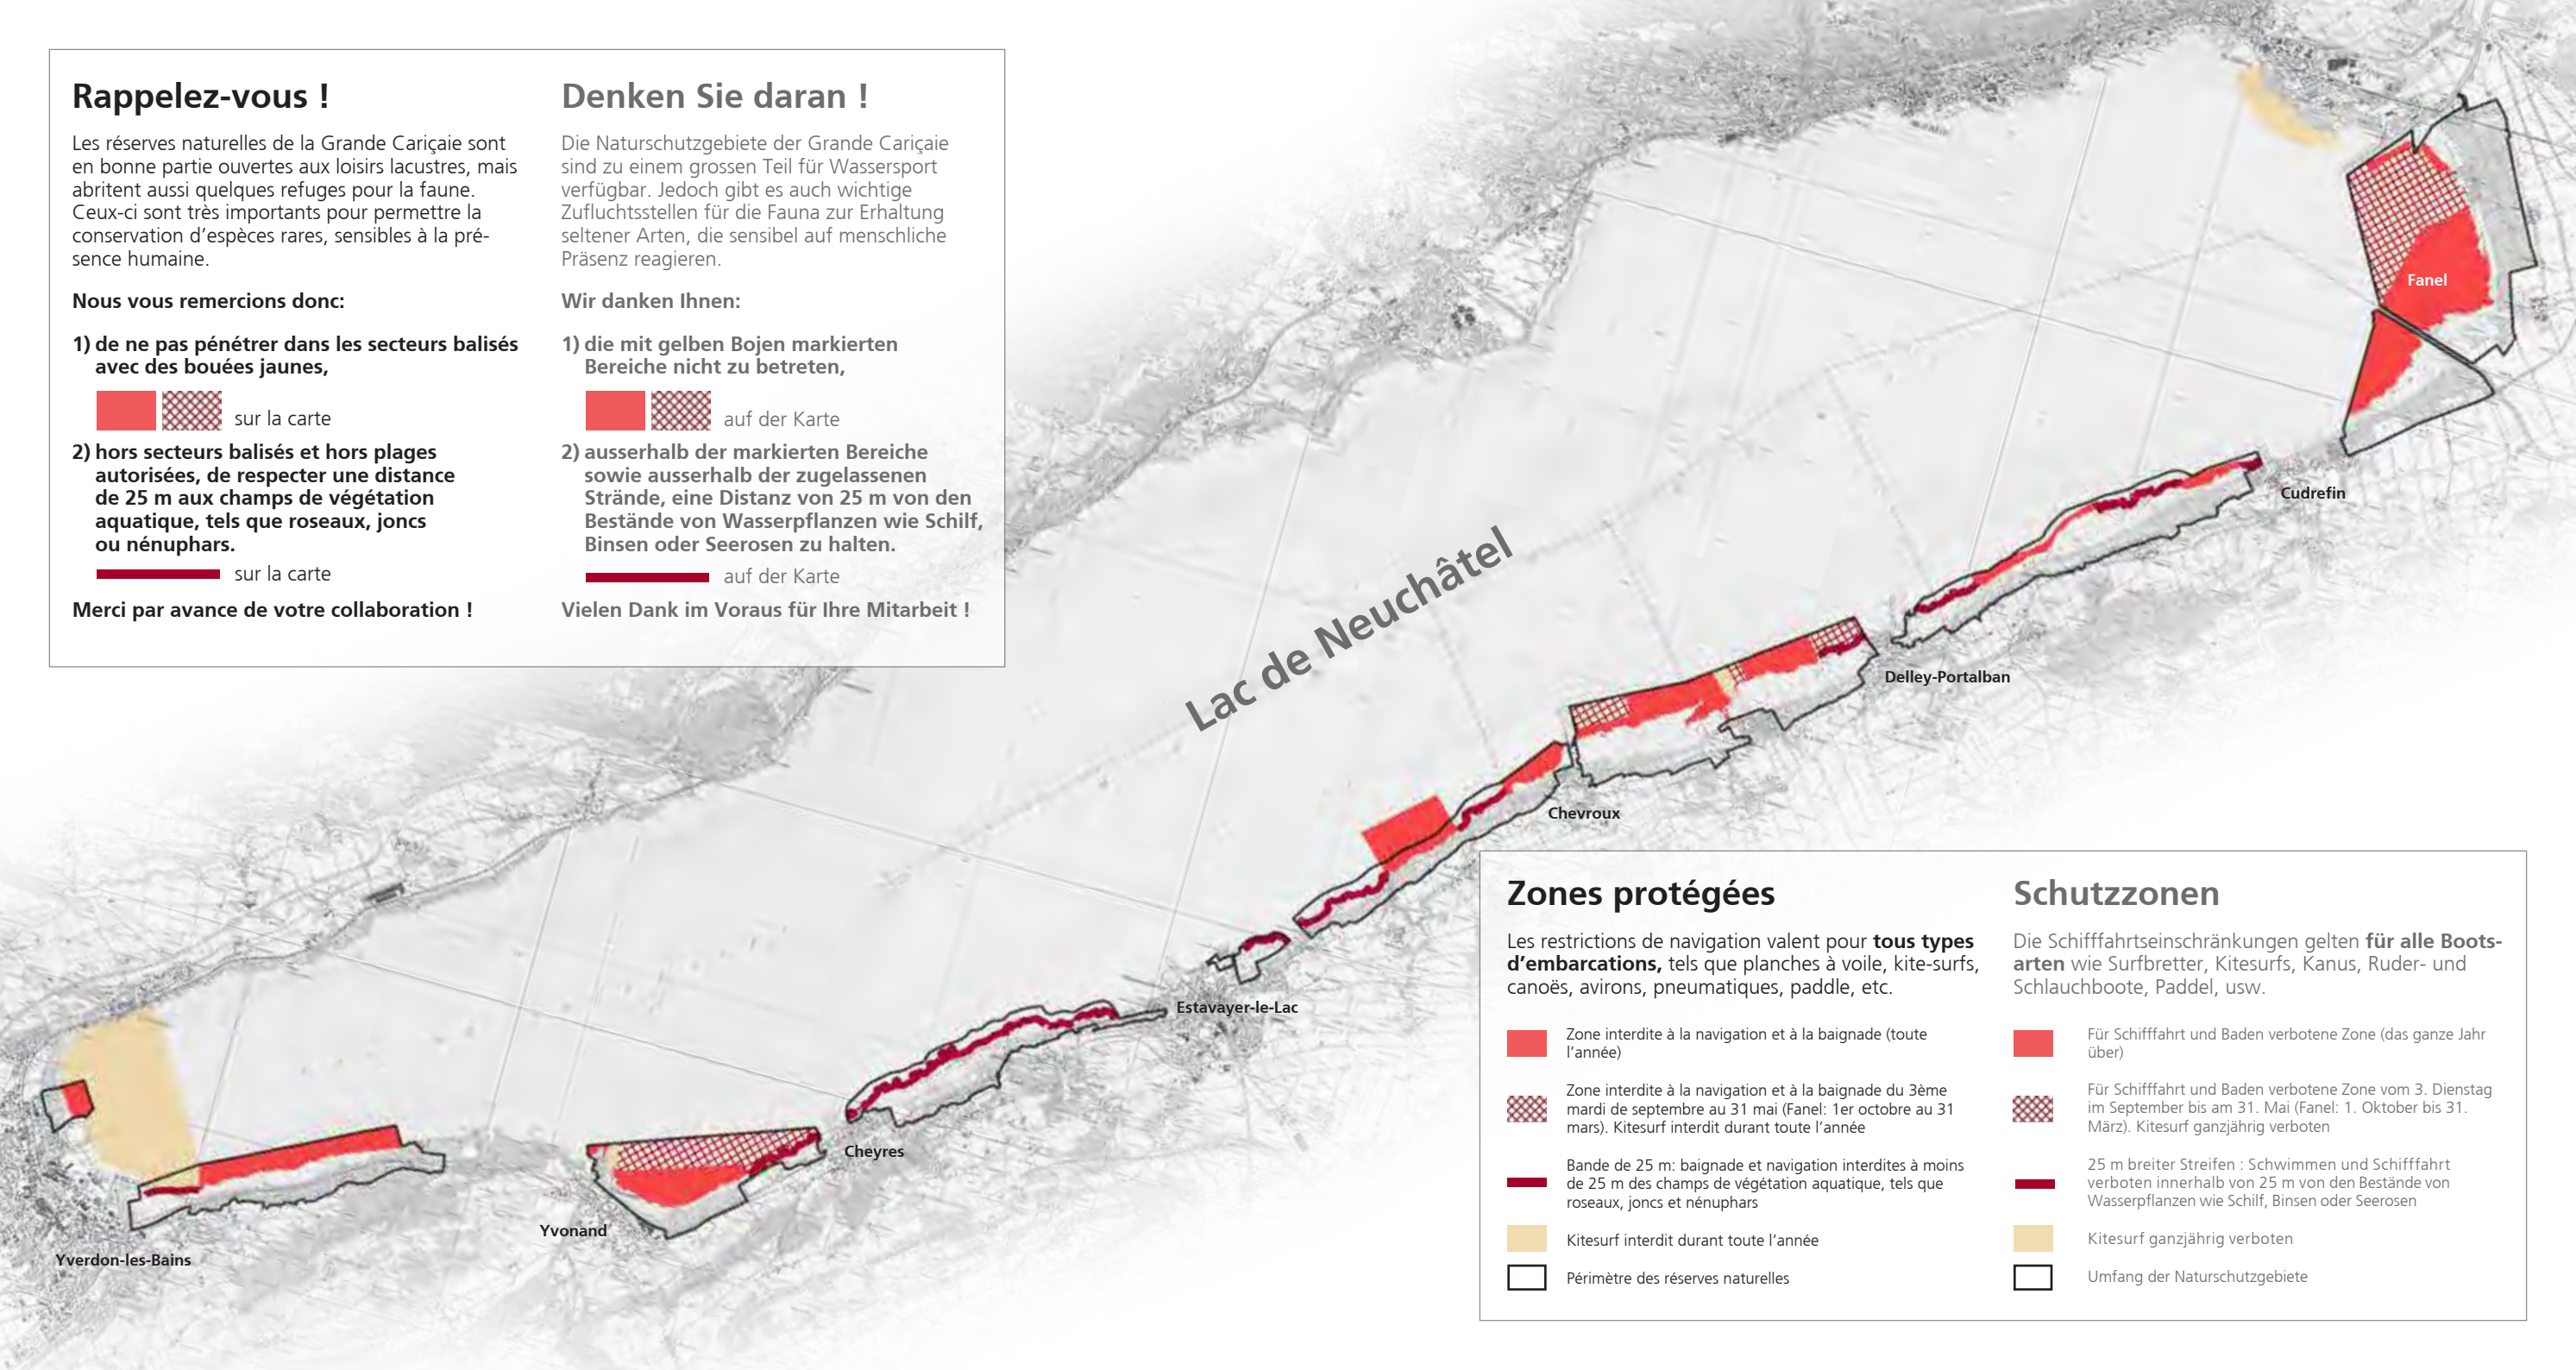 Rappelez-vous !
Les réserves naturelles de la Grande Cariçaie sont
en bonne partie ouvertes aux loisirs lacustres, mais
abritent aussi quelques refuges pour la faune.
Ceux-ci sont très importants pour permettre la
conservation d'espèces rares, sensibles à la pré-
sence humaine.
Nous vous remercions donc:
1) de ne pas pénétrer dans les secteurs balisés
avec des bouées jaunes,
sur la carte
2) hors secteurs balisés et hors plages
autorisées, de respecter une distance
de 25 m aux champs de végétation
aquatique, tels que roseaux, joncs
ou nénuphars.
sur la carte
Merci par avance de votre collaboration !
Denken Sie daran !
Die Naturschutzgebiete der Grande Cariçaie
sind zu einem grossen Teil für Wassersport
verfügbar. Jedoch gibt es auch wichtige
Zufluchtsstellen für die Fauna zur Erhaltung
seltener Arten, die sensibel auf menschliche
Präsenz reagieren.
Wir danken Ihnen:
1) die mit gelben Bojen markierten
Bereiche nicht zu betreten,
auf der Karte
2) ausserhalb der markierten Bereiche
sowie ausserhalb der zugelassenen
Strände, eine Distanz von 25 m von den
Bestände von Wasserpflanzen wie Schilf,
Binsen oder Seerosen zu halten.
auf der Karte
Vielen Dank im Voraus für Ihre Mitarbeit !
Lac de Neuchâtel
Fanel
Cudrefin
Delley-Portalban
Chevroux
Estavayer-le-Lac
Cheyres
Yvonand
Yverdon-les-Bains
Zones protégées
Les restrictions de navigation valent pour tous types
d'embarcations, tels que planches à voile, kite-surfs,
canoës, avirons, pneumatiques, paddle, etc.
Zone interdite à la navigation et à la baignade (toute
l'année)
Zone interdite à la navigation et à la baignade du 3ème
mardi de septembre au 31 mai (Fanel: 1er octobre au 31
mars). Kitesurf interdit durant toute l'année
Bande de 25 m: baignade et navigation interdites à moins
de 25 m des champs de végétation aquatique, tels que
roseaux, joncs et nénuphars
Kitesurf interdit durant toute l'année
Périmètre des réserves naturelles
Schutzzonen
Die Schifffahrtseinschränkungen gelten für alle Boots-
arten wie Surfbretter, Kitesurfs, Kanus, Ruder- und
Schlauchboote, Paddel, usw.
Für Schifffahrt und Baden verbotene Zone (das ganze Jahr
über)
Für Schifffahrt und Baden verbotene Zone vom 3. Dienstag
im September bis am 31. Mai (Fanel: 1. Oktober bis 31.
März). Kitesurf ganzjährig verboten
25 m breiter Streifen : Schwimmen und Schifffahrt
verboten innerhalb von 25 m von den Bestände von
Wasserpflanzen wie Schilf, Binsen oder Seerosen
Kitesurf ganzjährig verboten
Umfang der Naturschutzgebiete